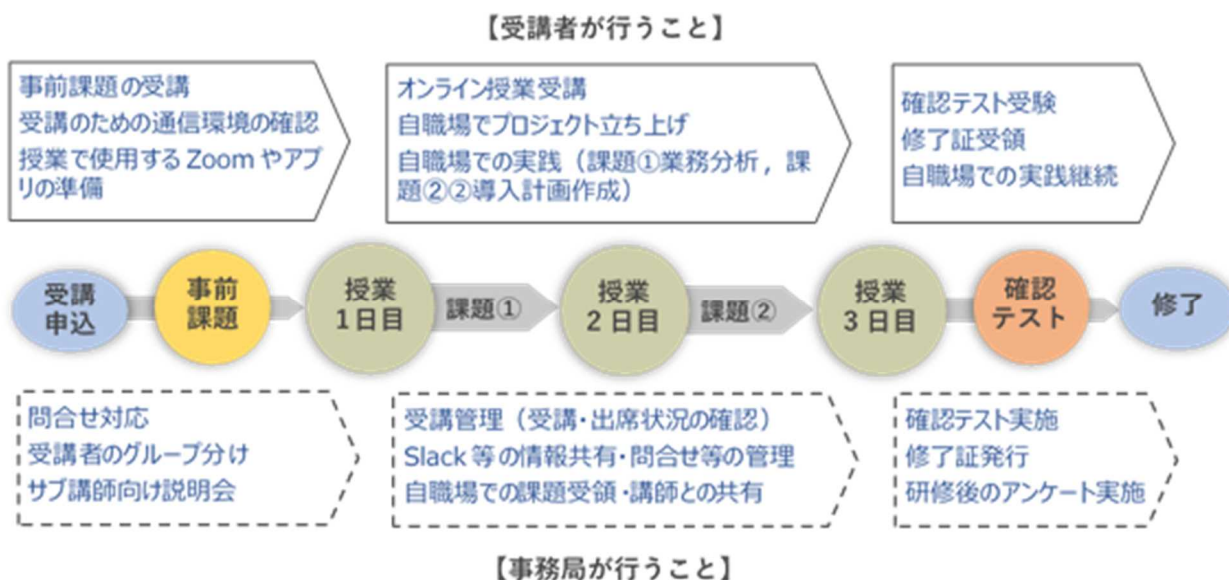 【受講者が行うこと】
事前課題の受講
受講のための通信環境の確認
授業で使用する Zoom やアプ
リの準備
オンライン授業受講
自職場でプロジェクト立ち上げ
自職場での実践（課題①業務分析，課
題②②導入計画作成）
確認テスト受験
修了証受領
自職場での実践継続
受講
申込
事前
課題
授業
1日目
課題①
授業
2日目
課題②
授業
3日目
確認
テスト
修了
問合せ対応
受講者のグループ分け
サブ講師向け説明会
受講管理（受講・出席状況の確認）
Slack 等の情報共有・問合せ等の管理
自職場での課題受領・講師との共有
確認テスト実施
修了証発行
研修後のアンケート実施
【事務局が行うこと】